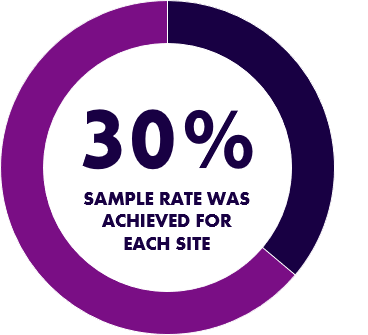 30%
SAMPLE RATE WAS
ACHIEVED FOR
EACH SITE